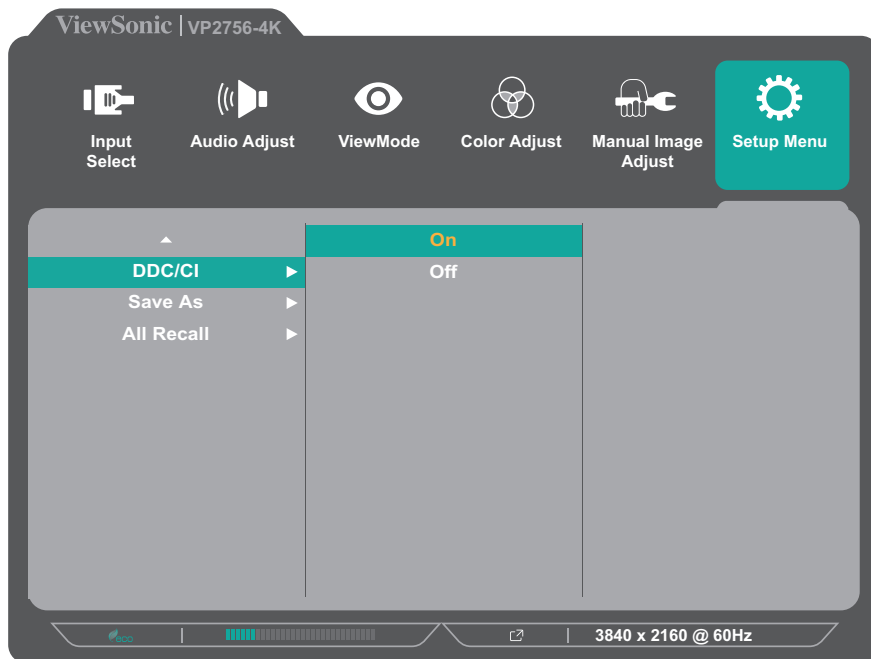 ViewSonic | VP2756-4K
Input Select
Audio Adjust
ViewMode
Color Adjust
Manual Image Adjust
Setup Menu
On
DDC/CI
Off
Save As
All Recall
eco
3840 x 2160 @ 60Hz